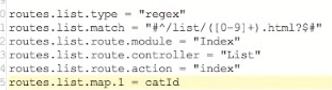 routes.list.type = "regex"
routes.list.match = "#^/list/([0-9]+).html?$#"
routes.list.route.module = "Index"
routes.list.route.controller = "List"
routes.list.route.action = "index"
routes.list.map.1 = catId